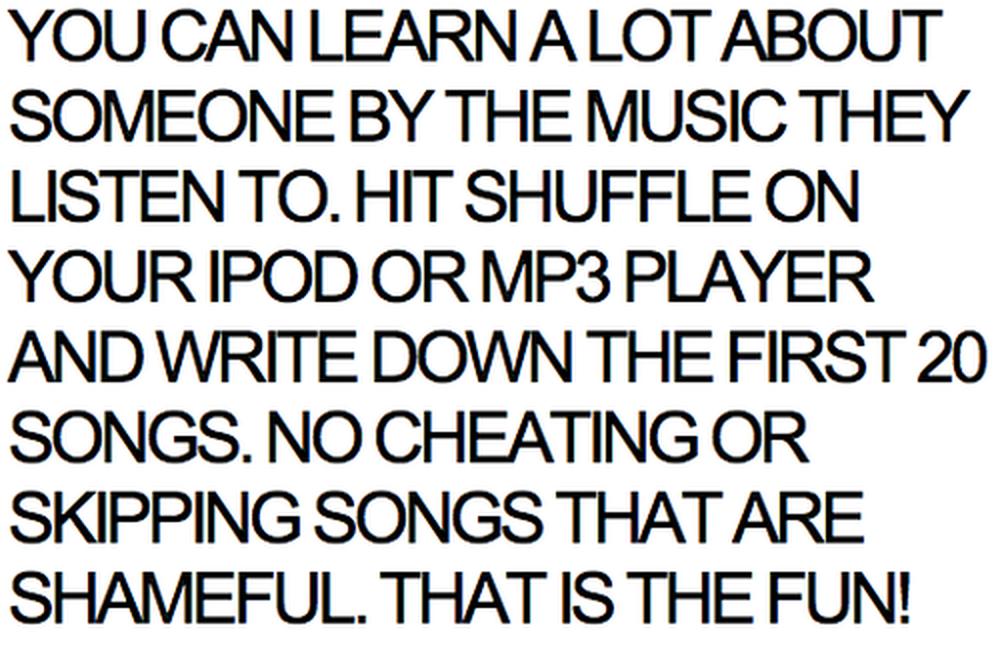 YOU CAN LEARN A LOT ABOUT
SOMEONE BY THE MUSIC THEY
LISTEN TO. HIT SHUFFLE ON
YOUR IPOD OR MP3 PLAYER
AND WRITE DOWN THE FIRST 20
SONGS. NO CHEATING OR
SKIPPING SONGS THAT ARE
SHAMEFUL. THAT IS THE FUN!